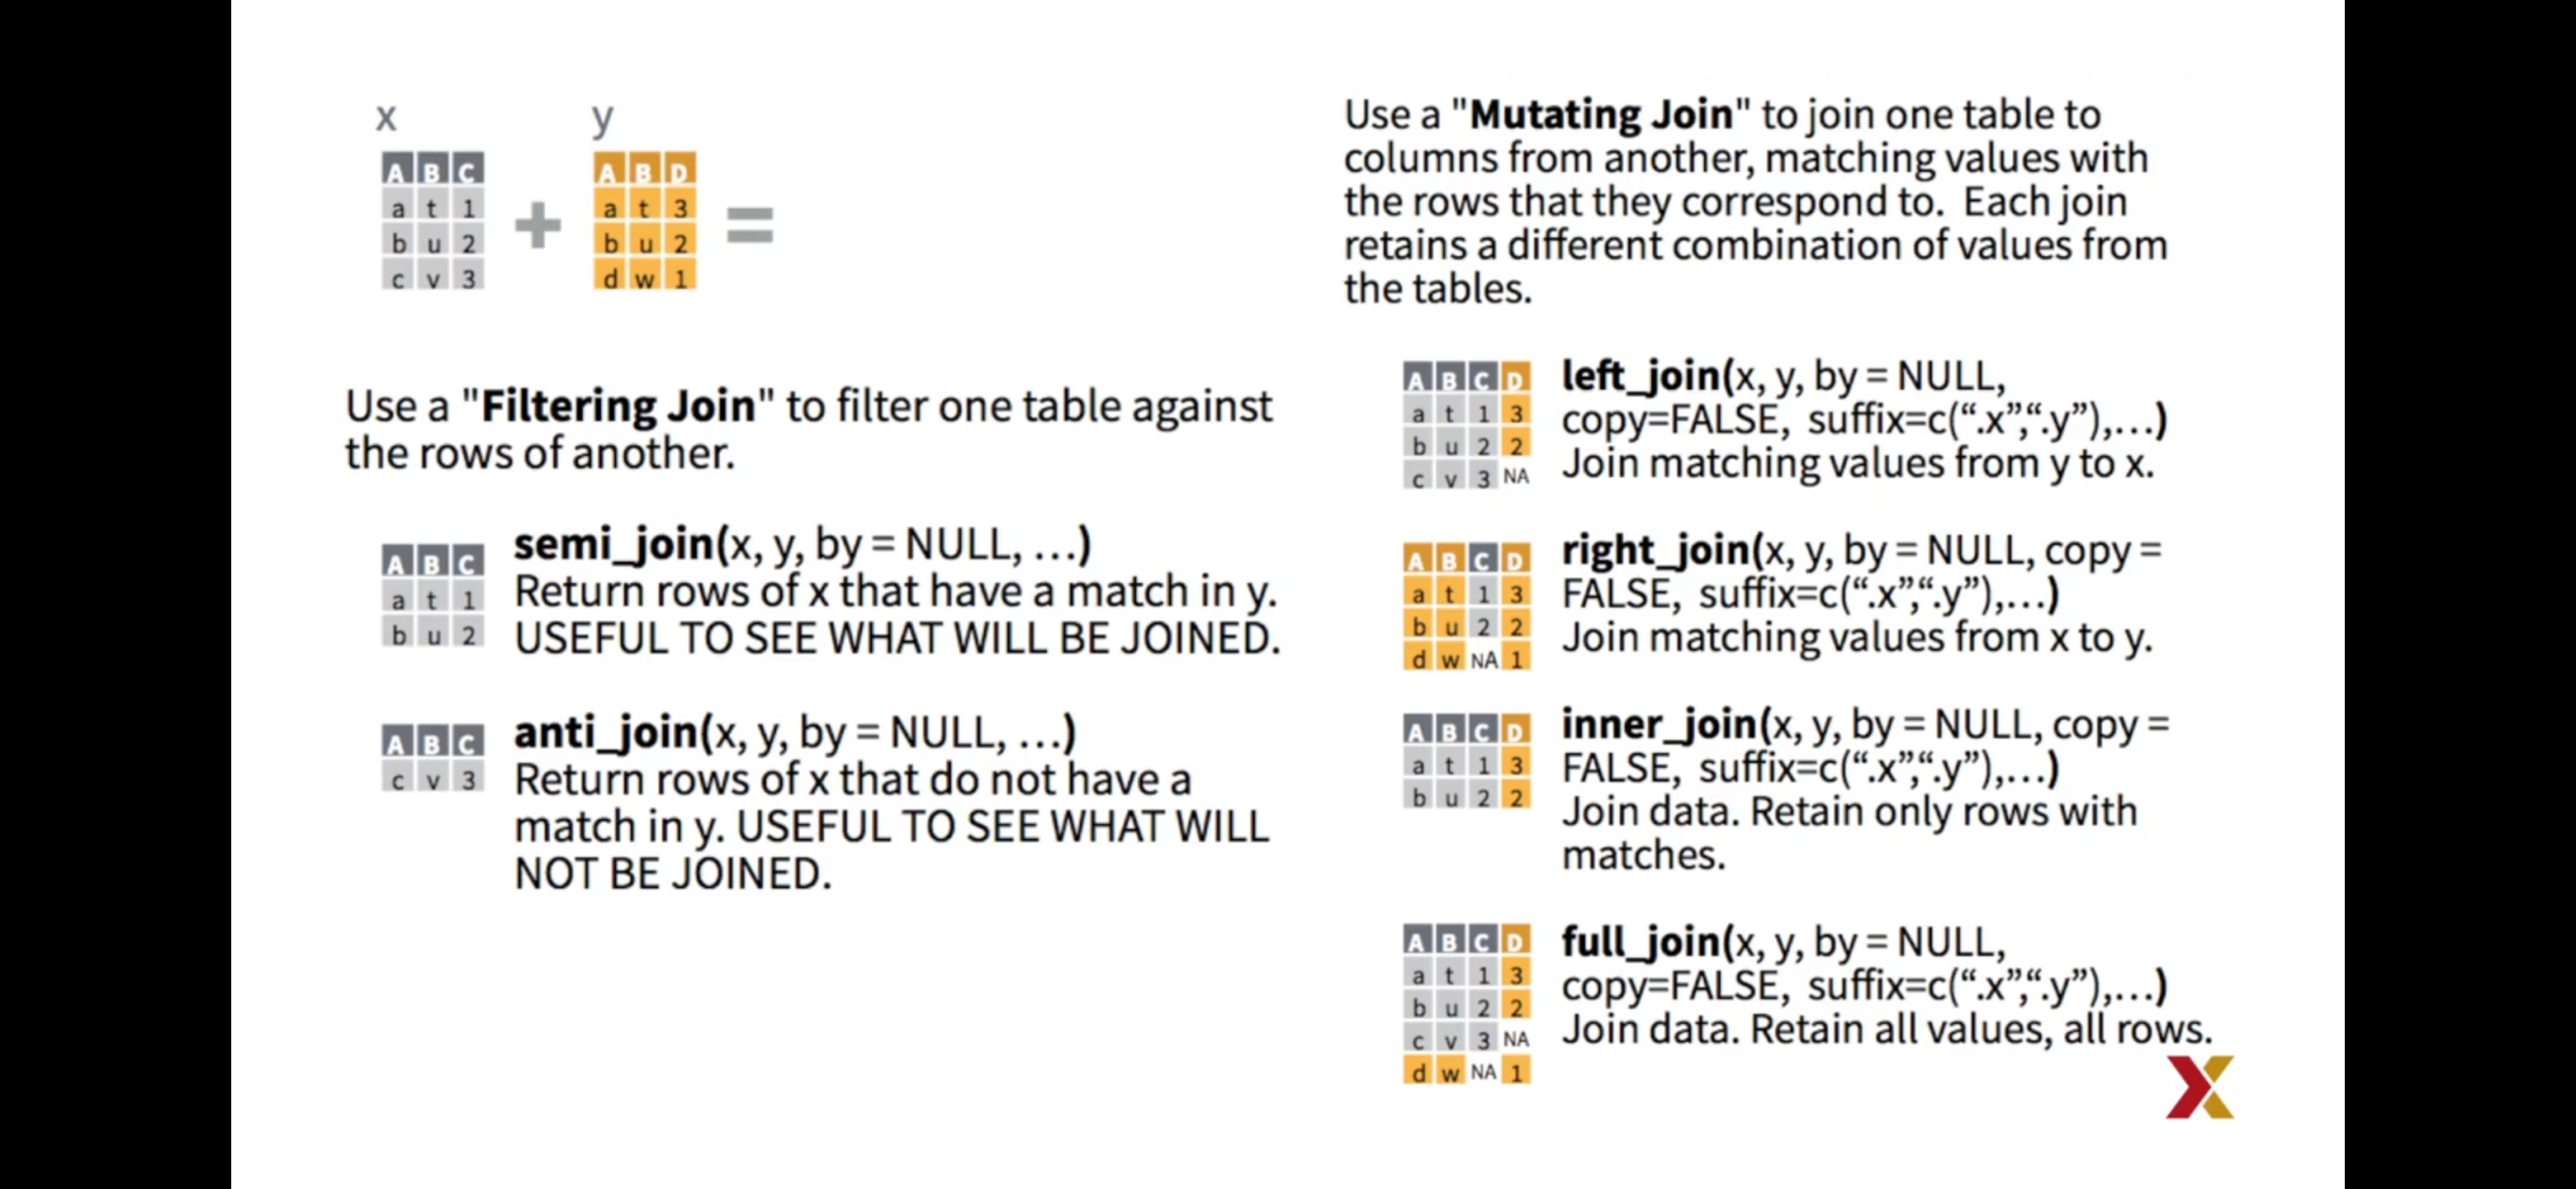 x
y
A B C
a t 1
b u 2
c v 3
+
A B D
a t 3
b u 2
d w 1
=
Use a "Filtering Join" to filter one table against
the rows of another.
A B C
a t 1
b u 2
semi_join(x, y, by = NULL, …)
Return rows of x that have a match in y.
USEFUL TO SEE WHAT WILL BE JOINED.
A B C
c v 3
anti_join(x, y, by = NULL, …)
Return rows of x that do not have a
match in y. USEFUL TO SEE WHAT WILL
NOT BE JOINED.
Use a "Mutating Join" to join one table to
columns from another, matching values with
the rows that they correspond to.  Each join
retains a different combination of values from
the tables.
A B C D
a t 1 3
b u 2 2
c v 3 NA
left_join(x, y, by = NULL,
copy=FALSE, suffix=c(“.x”,“.y”),…)
Join matching values from y to x.
A B C D
a t 1 3
b u 2 2
d w NA 1
right_join(x, y, by = NULL, copy =
FALSE, suffix=c(“.x”,“.y”),…)
Join matching values from x to y.
A B C D
a t 1 3
b u 2 2
inner_join(x, y, by = NULL, copy =
FALSE, suffix=c(“.x”,“.y”),…)
Join data. Retain only rows with
matches.
A B C D
a t 1 3
b u 2 2
c v 3 NA
d w NA 1
full_join(x, y, by = NULL,
copy=FALSE, suffix=c(“.x”,“.y”),…)
Join data. Retain all values, all rows.